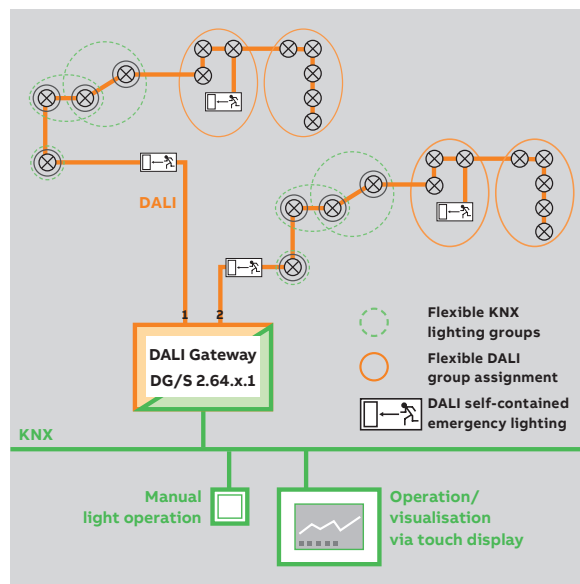 DALI
1 2
DALI Gateway
DG/S 2.64.x.1
Flexible KNX
lighting groups
Flexible DALI
group assignment
DALI self-contained
emergency lighting
KNX
Manual
light operation
Operation/
visualisation
via touch display